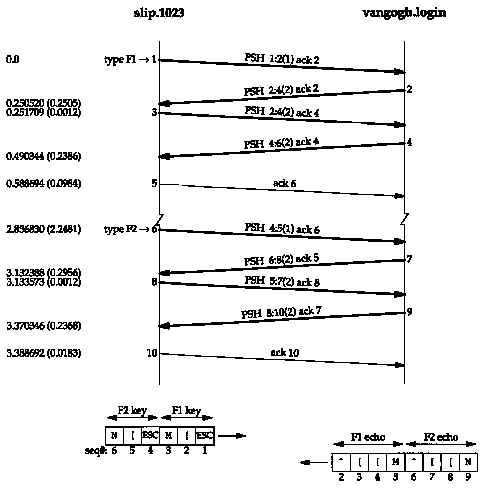 slip.1023 vangogh.login
0.0 type F1 → 1 PSH 1:2(1) ack 2
PSH 2:4(2) ack 2 2
0.250520 (0.2505)
0.251709 (0.0012) 3 PSH 2:4(2) ack 4
PSH 4:6(2) ack 4 4
0.490344 (0.2386)
0.588694 (0.0984) 5 ack 6
2.836830 (2.2481) type F2 → 6 PSH 4:5(1) ack 6
PSH 6:8(2) ack 5 7
3.132388 (0.2956)
3.133573 (0.0012) 8 PSH 5:7(2) ack 8
PSH 8:10(2) ack 7 9
3.370346 (0.2368)
3.388692 (0.0183) 10 ack 10
F2 key F1 key
N [ ESC M [ ESC
seq#: 6 5 4 3 2 1
F1 echo F2 echo
^ [ [ M ^ [ [ N
2 3 4 5 6 7 8 9